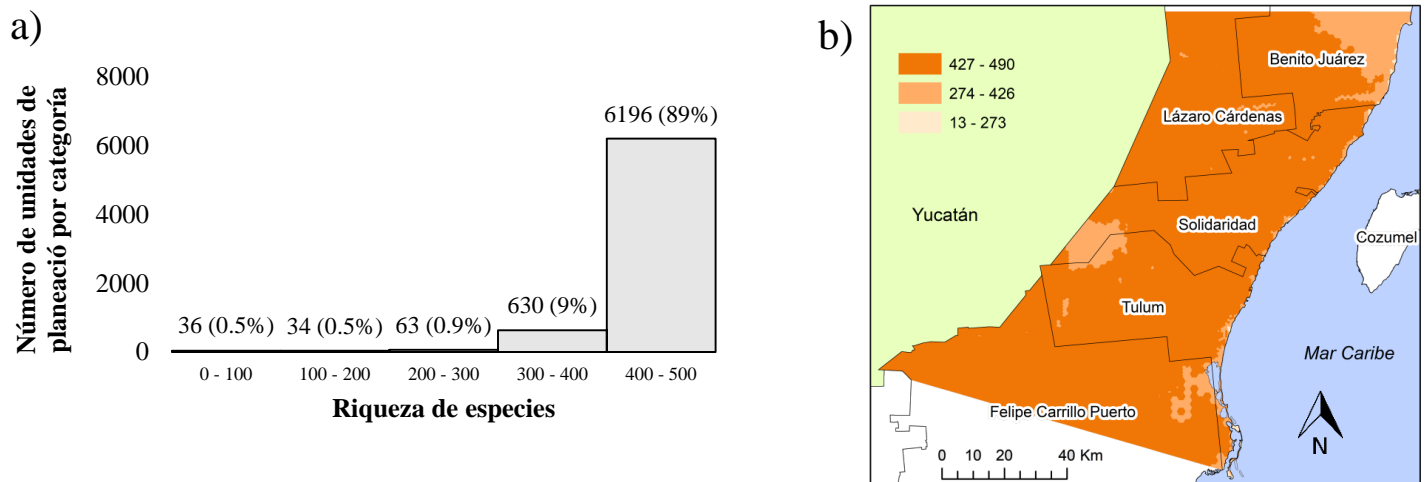 a)
Número de unidades de
planeació por categoría
8000
6000
4000
2000
0
36 (0.5%)
34 (0.5%)
63 (0.9%)
630 (9%)
6196 (89%)
0 - 100
100 - 200
200 - 300
300 - 400
400 - 500
Riqueza de especies
b)
427 - 490
274 - 426
13 - 273
Benito Juárez
Lázaro Cárdenas
Yucatán
Solidaridad
Cozumel
Tulum
Mar Caribe
Felipe Carrillo Puerto
0 10 20 40 Km
N